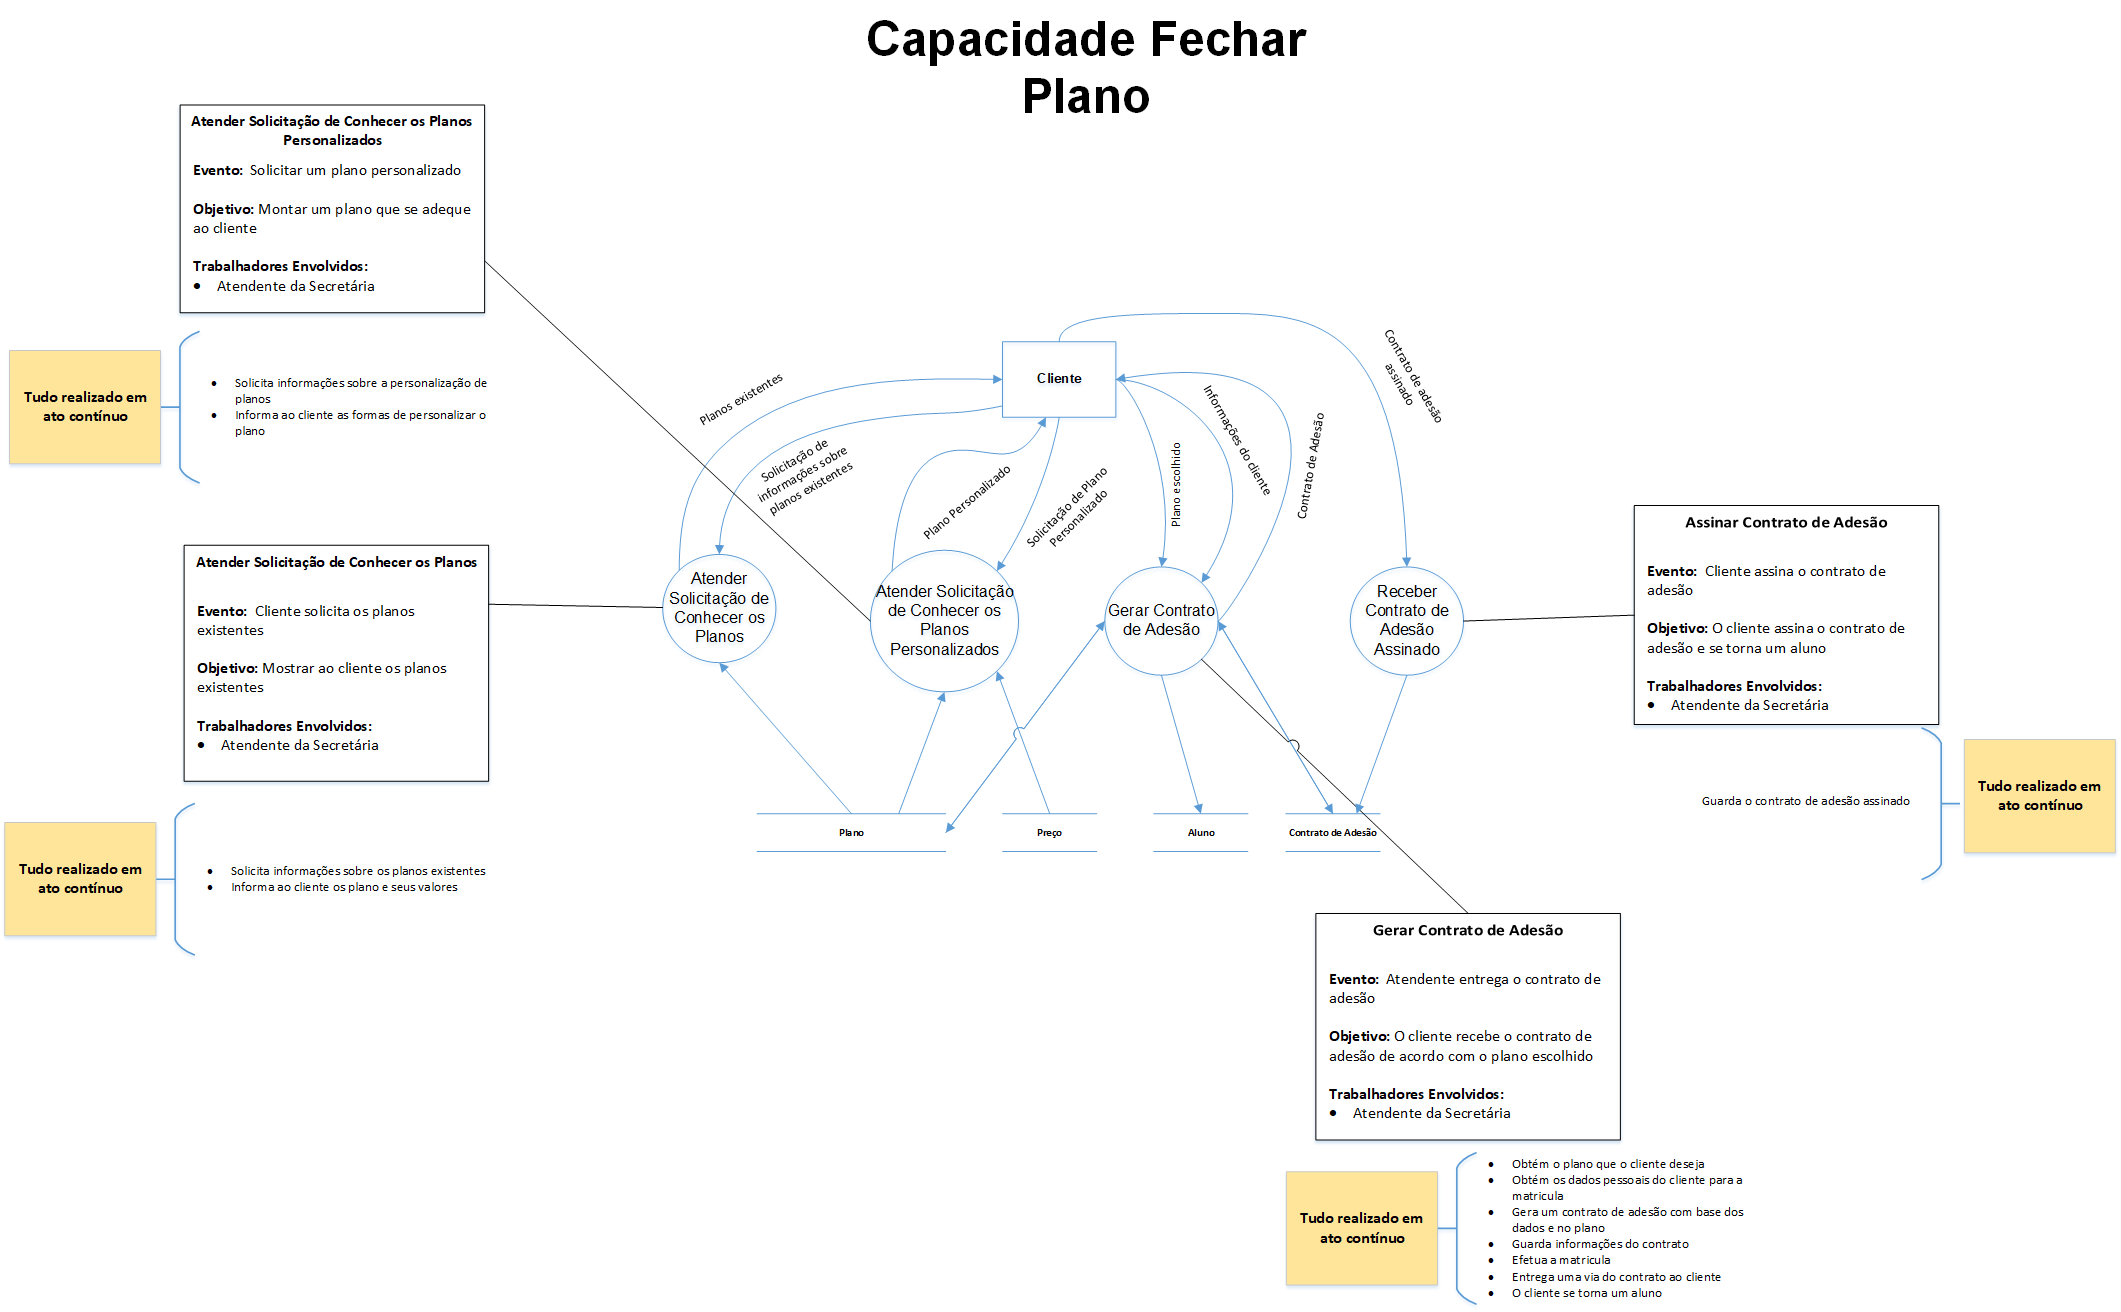 Capacidade Fechar
Plano
Atender Solicitação de Conhecer os Planos
Personalizados
Evento: Solicitar um plano personalizado
Objetivo: Montar um plano que se adeque
ao cliente
Trabalhadores Envolvidos:
• Atendente da Secretária
Tudo realizado em
ato contínuo
• Solicita informações sobre a personalização de
planos
• Informa ao cliente as formas de personalizar o
plano
Atender Solicitação de Conhecer os Planos
Evento: Cliente solicita os planos
existentes
Objetivo: Mostrar ao cliente os planos
existentes
Trabalhadores Envolvidos:
• Atendente da Secretária
Tudo realizado em
ato contínuo
• Solicita informações sobre os planos existentes
• Informa ao cliente os plano e seus valores
Cliente
Planos existentes
Solicitação de
informações sobre
planos existentes
Plano Personalizado
Solicitação de Plano
Personalizado
Plano escolhido
Informações do cliente
Contrato de Adesão
Contrato de adesão
assinado
Atender
Solicitação de
Conhecer os
Planos
Atender Solicitação
de Conhecer os
Planos
Personalizados
Gerar Contrato
de Adesão
Receber
Contrato de
Adesão
Assinado
Plano
Preço
Aluno
Contrato de Adesão
Assinar Contrato de Adesão
Evento: Cliente assina o contrato de
adesão
Objetivo: O cliente assina o contrato de
adesão e se torna um aluno
Trabalhadores Envolvidos:
• Atendente da Secretária
Guarda o contrato de adesão assinado
Tudo realizado em
ato contínuo
Gerar Contrato de Adesão
Evento: Atendente entrega o contrato de
adesão
Objetivo: O cliente recebe o contrato de
adesão de acordo com o plano escolhido
Trabalhadores Envolvidos:
• Atendente da Secretária
Tudo realizado em
ato contínuo
• Obtém o plano que o cliente deseja
• Obtém os dados pessoais do cliente para a
matricula
• Gera um contrato de adesão com base dos
dados e no plano
• Guarda informações do contrato
• Efetua a matricula
• Entrega uma via do contrato ao cliente
• O cliente se torna um aluno